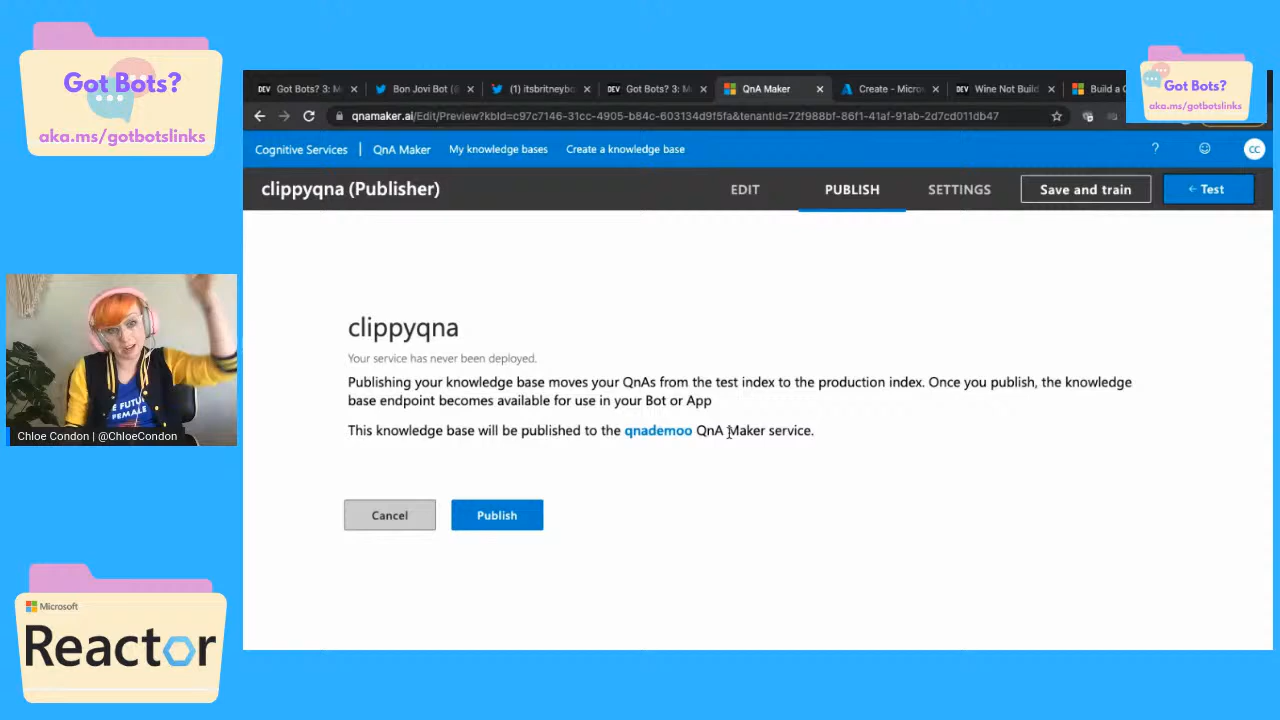 Got Bots?
aka.ms/gotbotslinks
Got Bots? 3: M
Bon Jovi Bot (@
(1) itsbritneyb
Got Bots? 3: M
QnA Maker
Create - Micros
Wine Not Build
Build a C
Got Bots?
aka.ms/gotbotslinks
qnamaker.ai/Edit/Preview?kbId=c97c7146-31cc-4905-b84c-603134d9f5fa&tenantId=72f988bf-86f1-41af-91ab-2d7cd011db47
Cognitive Services | QnA Maker My knowledge bases Create a knowledge base ? CC
clippyqna (Publisher) EDIT PUBLISH SETTINGS Save and train ← Test
clippyqna
Your service has never been deployed.
Publishing your knowledge base moves your QnAs from the test index to the production index. Once you publish, the knowledge
base endpoint becomes available for use in your Bot or App
This knowledge base will be published to the qnademoo QnA Maker service.
Cancel Publish
E FUTUR
FEMALE
Chloe Condon | @ChloeCondon
Microsoft
Reactor